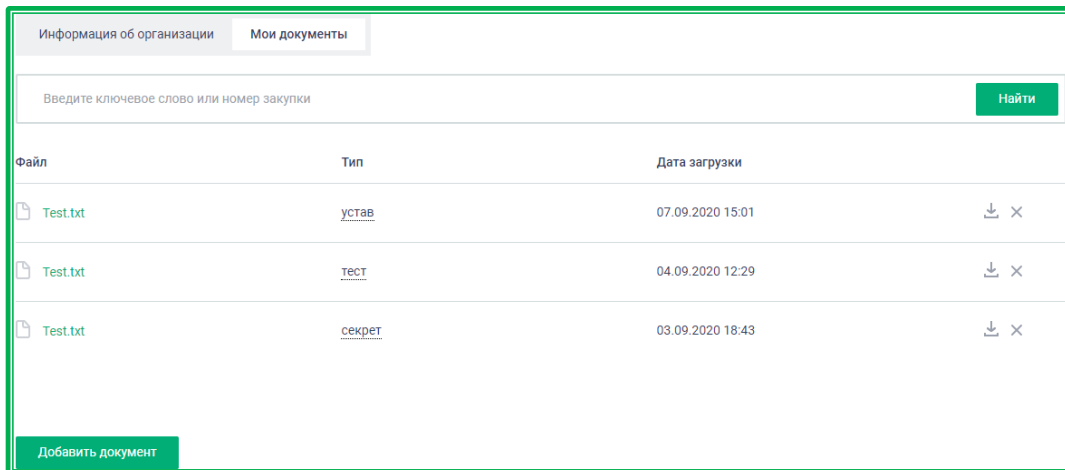 Информация об организации Мои документы
Введите ключевое слово или номер закупки Найти
Файл Тип Дата загрузки
Test.txt устав 07.09.2020 15:01
Test.txt тест 04.09.2020 12:29
Test.txt секрет 03.09.2020 18:43
Добавить документ